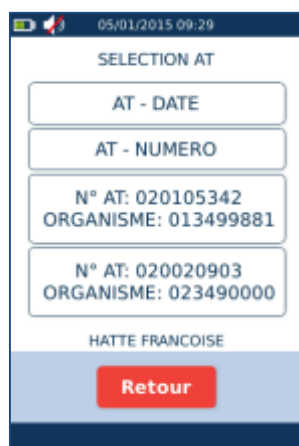 05/01/2015 09:29
SELECTION AT
AT - DATE
AT - NUMERO
N° AT: 020105342
ORGANISME: 013499881
N° AT: 020020903
ORGANISME: 023490000
HATTE FRANCOISE
Retour